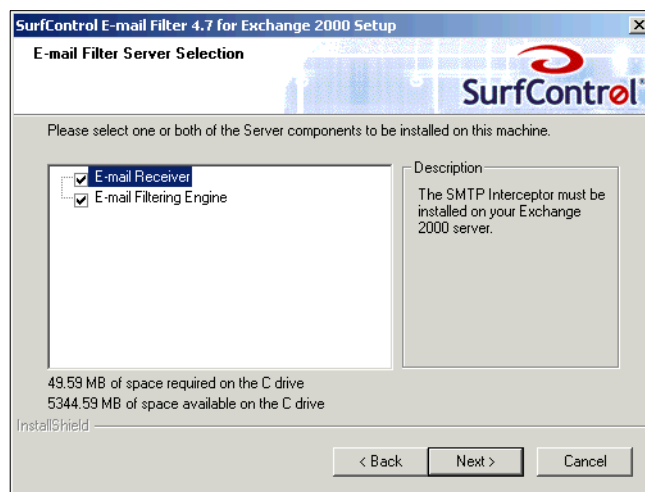 SurfControl E-mail Filter 4.7 for Exchange 2000 Setup
E-mail Filter Server Selection
SurfControl
Please select one or both of the Server components to be installed on this machine.
E-mail Receiver
E-mail Filtering Engine
Description
The SMTP Interceptor must be
installed on your Exchange
2000 server.
49.59 MB of space required on the C drive
5344.59 MB of space available on the C drive
InstallShield
< Back
Next >
Cancel